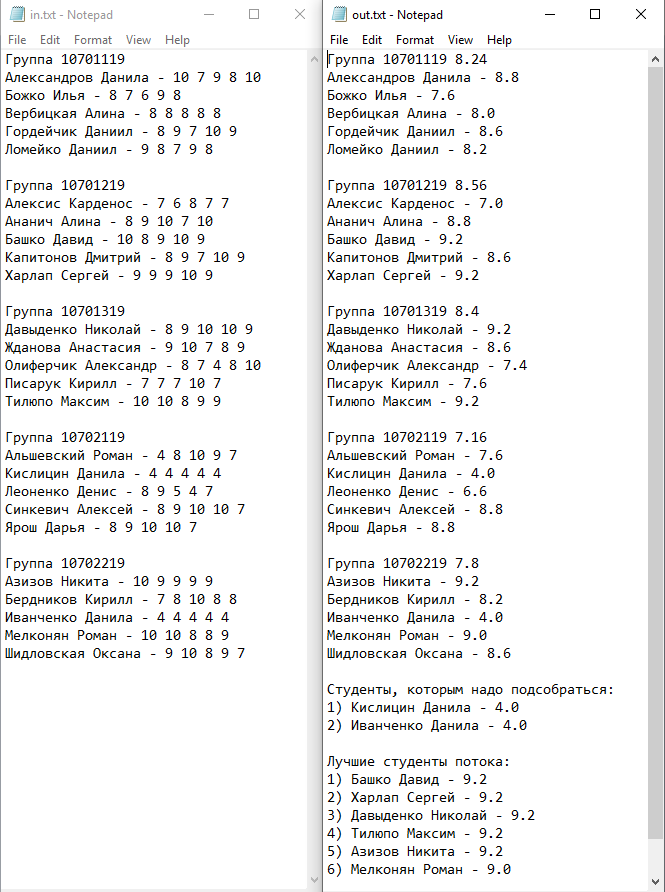 in.txt - Notepad
File Edit Format View Help
Группа 10701119
Александров Данила - 10 7 9 8 10
Божко Илья - 8 7 6 9 8
Вербицкая Алина - 8 8 8 8 8
Гордейчик Даниил - 8 9 7 10 9
Ломейко Даниил - 9 8 7 9 8
Группа 10701219
Алексис Карденос - 7 6 8 7 7
Ананич Алина - 8 9 10 7 10
Башко Давид - 10 8 9 10 9
Капитонов Дмитрий - 8 9 7 10 9
Харлап Сергей - 9 9 9 10 9
Группа 10701319
Давыденко Николай - 8 9 10 10 9
Жданова Анастасия - 9 10 7 8 9
Олиферчик Александр - 8 7 4 8 10
Писарук Кирилл - 7 7 7 10 7
Тилюпо Максим - 10 10 8 9 9
Группа 10702119
Альшевский Роман - 4 8 10 9 7
Кислицин Данила - 4 4 4 4 4
Леоненко Денис - 8 9 5 4 7
Синкевич Алексей - 8 9 10 10 7
Ярош Дарья - 8 9 10 10 7
Группа 10702219
Азизов Никита - 10 9 9 9 9
Бердников Кирилл - 7 8 10 8 8
Иванченко Данила - 4 4 4 4 4
Мелконян Роман - 10 10 8 8 9
Шидловская Оксана - 9 10 8 9 7
out.txt - Notepad
File Edit Format View Help
Группа 10701119 8.24
Александров Данила - 8.8
Божко Илья - 7.6
Вербицкая Алина - 8.0
Гордейчик Даниил - 8.6
Ломейко Даниил - 8.2
Группа 10701219 8.56
Алексис Карденос - 7.0
Ананич Алина - 8.8
Башко Давид - 9.2
Капитонов Дмитрий - 8.6
Харлап Сергей - 9.2
Группа 10701319 8.4
Давыденко Николай - 9.2
Жданова Анастасия - 8.6
Олиферчик Александр - 7.4
Писарук Кирилл - 7.6
Тилюпо Максим - 9.2
Группа 10702119 7.16
Альшевский Роман - 7.6
Кислицин Данила - 4.0
Леоненко Денис - 6.6
Синкевич Алексей - 8.8
Ярош Дарья - 8.8
Группа 10702219 7.8
Азизов Никита - 9.2
Бердников Кирилл - 8.2
Иванченко Данила - 4.0
Мелконян Роман - 9.0
Шидловская Оксана - 8.6
Студенты, которым надо подсобраться:
1) Кислицин Данила - 4.0
2) Иванченко Данила - 4.0
Лучшие студенты потока:
1) Башко Давид - 9.2
2) Харлап Сергей - 9.2
3) Давыденко Николай - 9.2
4) Тилюпо Максим - 9.2
5) Азизов Никита - 9.2
6) Мелконян Роман - 9.0